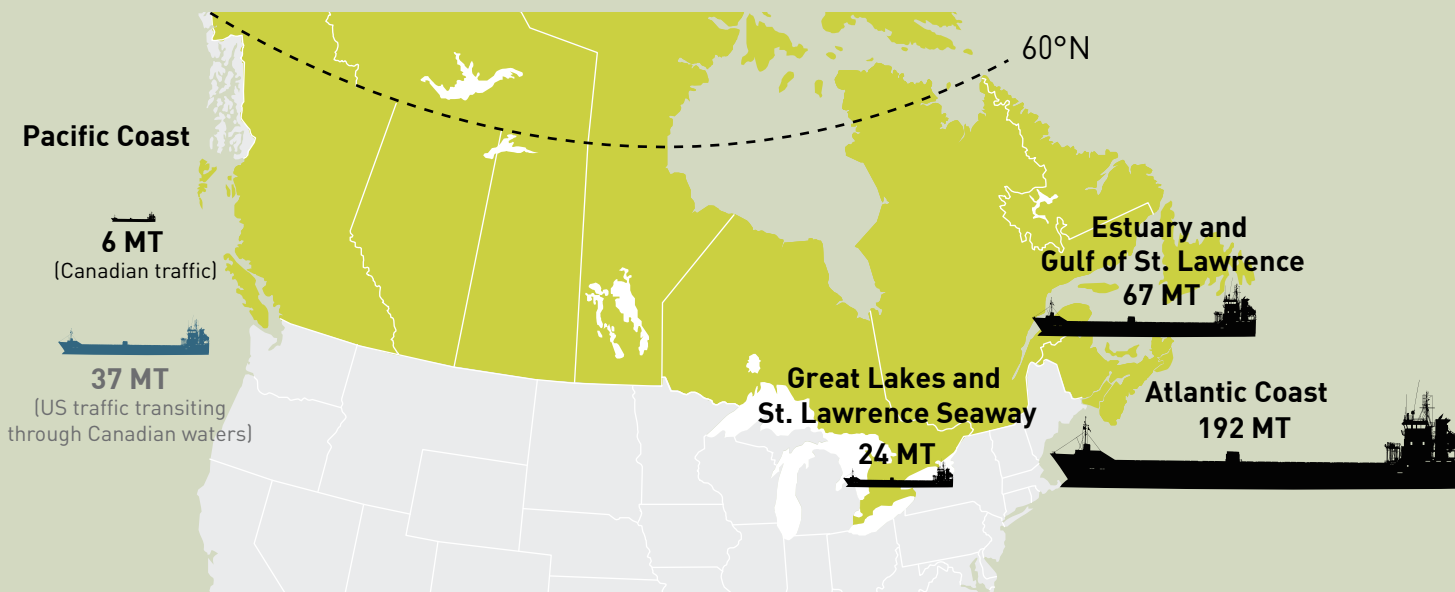 60°N
Pacific Coast
6 MT
(Canadian traffic)
37 MT
(US traffic transiting
through Canadian waters)
Estuary and
Gulf of St. Lawrence
67 MT
Great Lakes and
St. Lawrence Seaway
24 MT
Atlantic Coast
192 MT